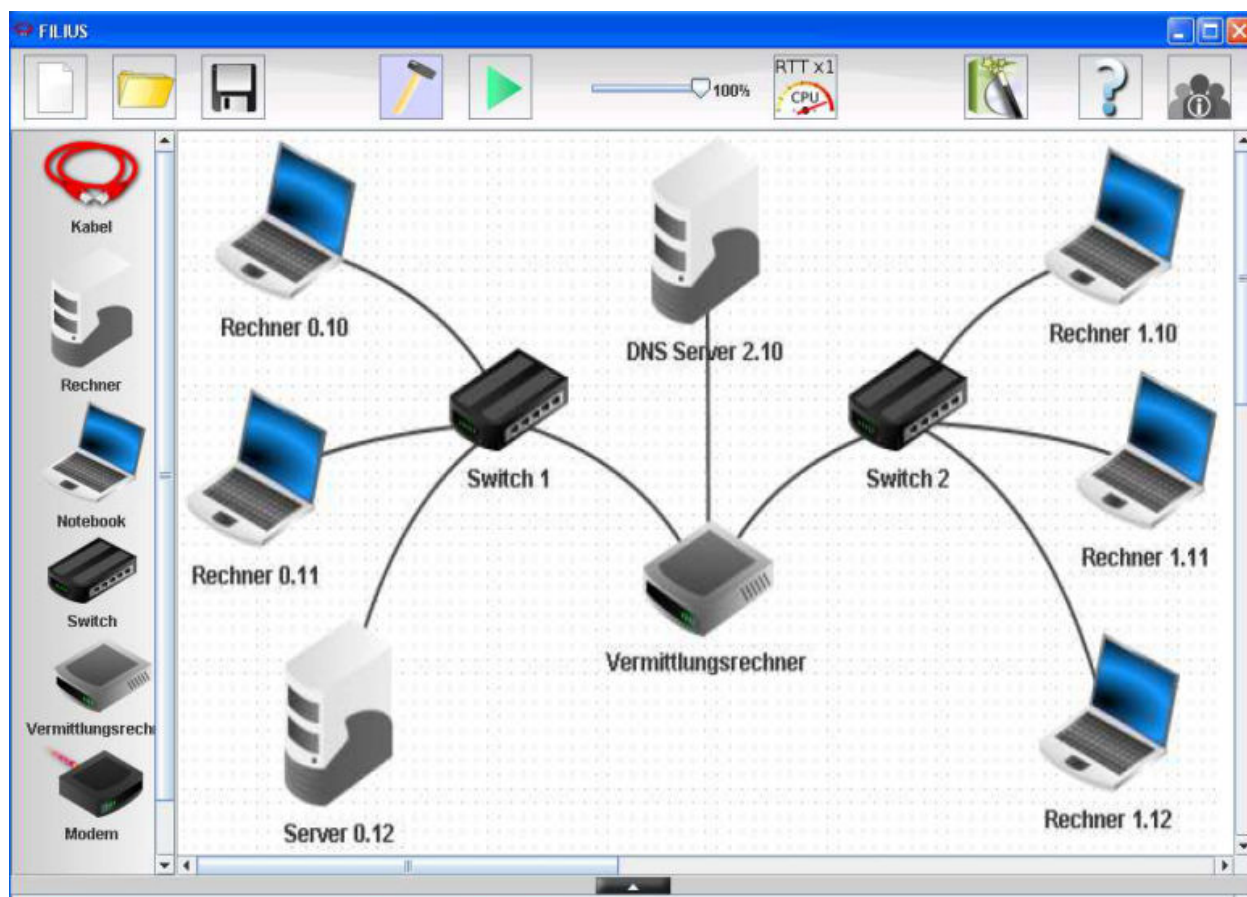 FILIUS
100%
RTT x1
CPU
Kabel
Rechner
Notebook
Switch
Vermittlungsrechn
Modem
Rechner 0.10
DNS Server 2.10
Rechner 1.10
Switch 1
Switch 2
Rechner 0.11
Rechner 1.11
Vermittlungsrechner
Server 0.12
Rechner 1.12